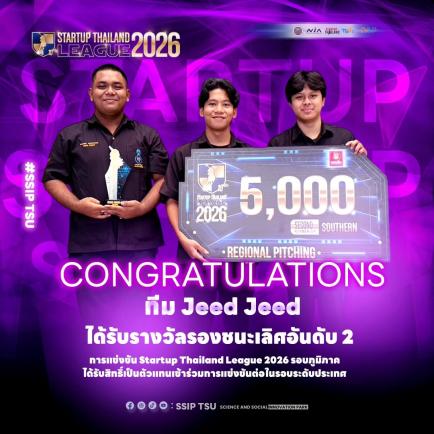 STARTUP THAILAND
LEAGUE 2026
NIA
#SSIP TSU
STARTUP
5,000
2026
SOUTHERN
REGIONAL PITCHING
CONGRATULATIONS
ทีม Jeed Jeed
ได้รับรางวัลรองชนะเลิศอันดับ 2
การแข่งขัน Startup Thailand League 2026 รอบภูมิภาค
ได้รับสิทธิ์เป็นตัวแทนเข้าร่วมการแข่งขันต่อในรอบระดับประเทศ
: SSIP TSU SCIENCE AND SOCIAL INNOVATION PARK